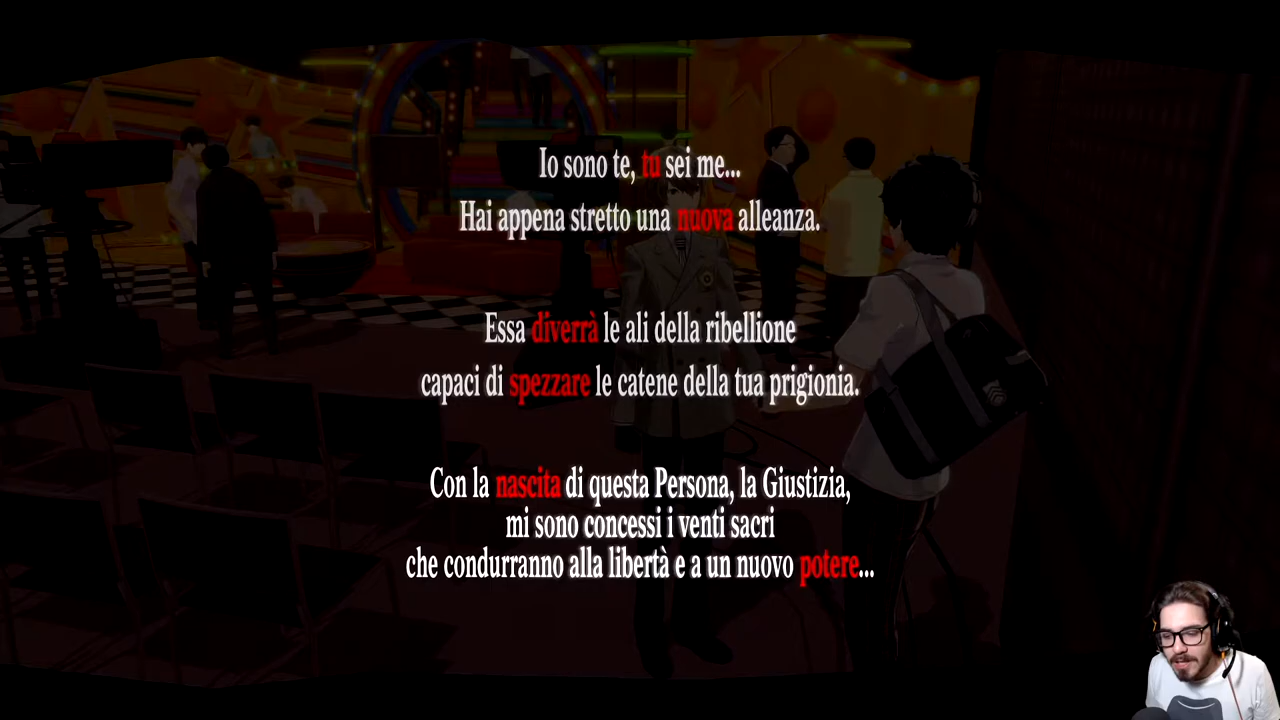 Io sono te, tu sei me...
Hai appena stretto una nuova alleanza.
Essa diverrà le ali della ribellione
capaci di spezzare le catene della tua prigionia.
Con la nascita di questa Persona, la Giustizia,
mi sono concessi i venti sacri
che condurranno alla libertà e a un nuovo potere...